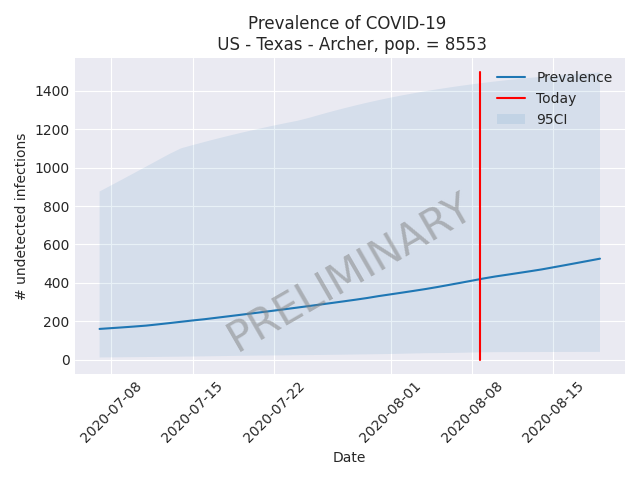 Prevalence of COVID-19
US - Texas - Archer, pop. = 8553
Prevalence
Today
95CI
1400
1200
1000
800
600
400
200
0
# undetected infections
PRELIMINARY
2020-07-08
2020-07-15
2020-07-22
2020-08-01
2020-08-08
2020-08-15
Date